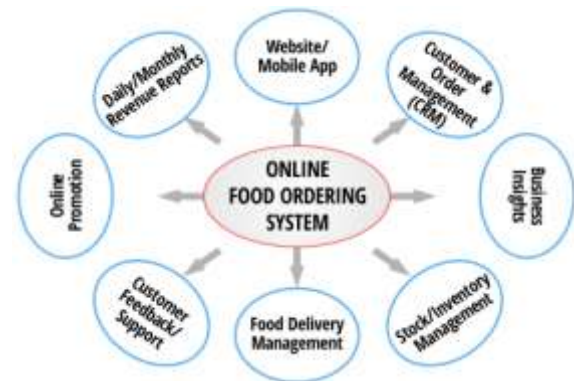 Website/
Mobile App
Customer &
Order
Management
(CRM)
Business
Insights
Stock/Inventory
Management
Food Delivery
Management
Customer
Feedback/
Support
Online
Promotion
Daily/Monthly
Revenue Reports
ONLINE
FOOD ORDERING
SYSTEM